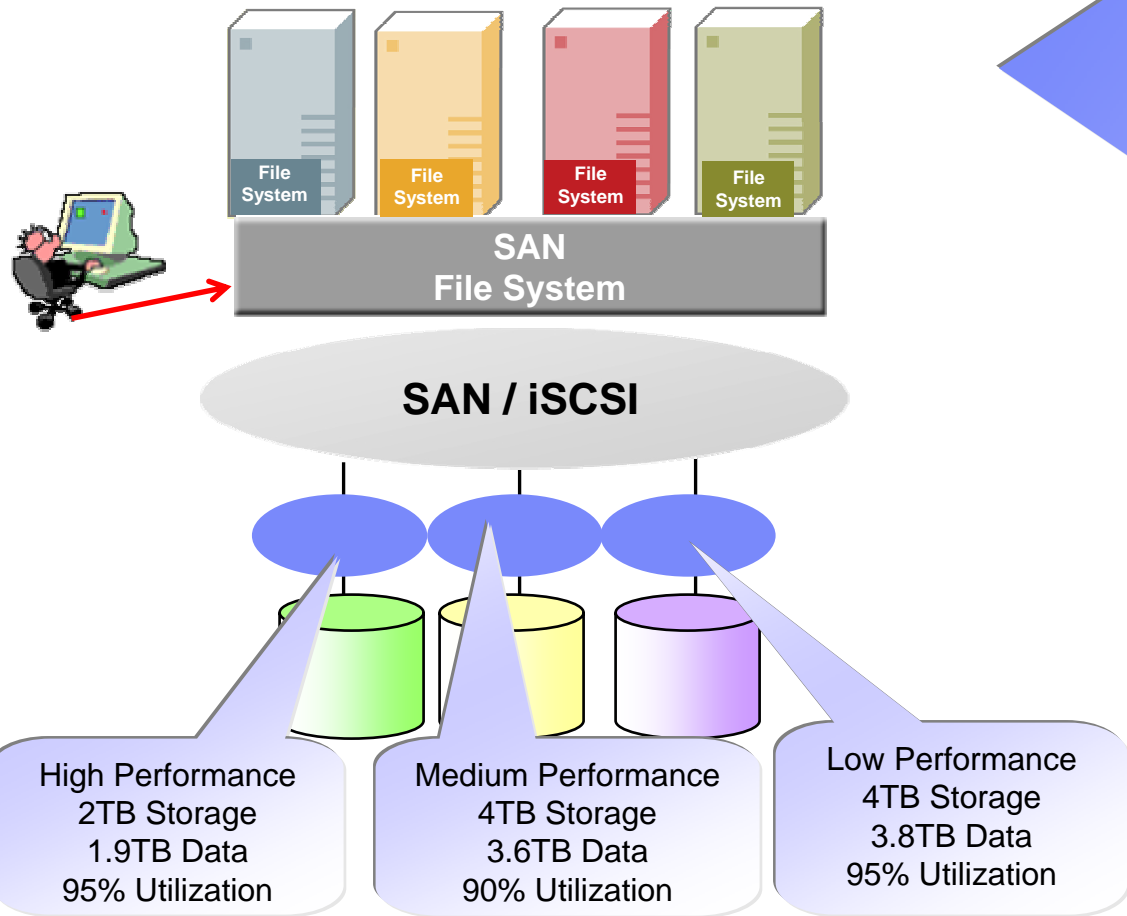 File
System
File
System
File
System
File
System
SAN
File System
SAN / iSCSI
High Performance
2TB Storage
1.9TB Data
95% Utilization
Medium Performance
4TB Storage
3.6TB Data
90% Utilization
Low Performance
4TB Storage
3.8TB Data
95% Utilization